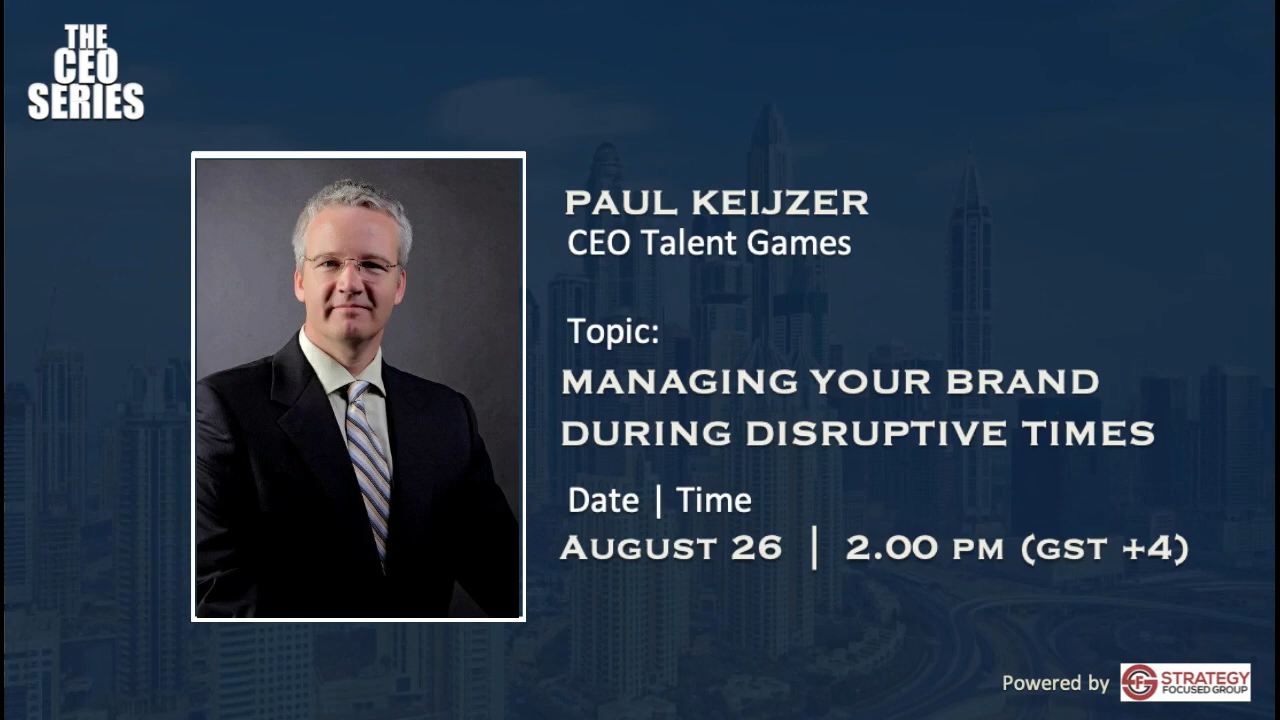 THE
CEO
SERIES
PAUL KEIJZER
CEO Talent Games
Topic:
MANAGING YOUR BRAND
DURING DISRUPTIVE TIMES
Date | Time
AUGUST 26 | 2.00 PM (GST +4)
Powered by
STRATEGY
FOCUSED GROUP